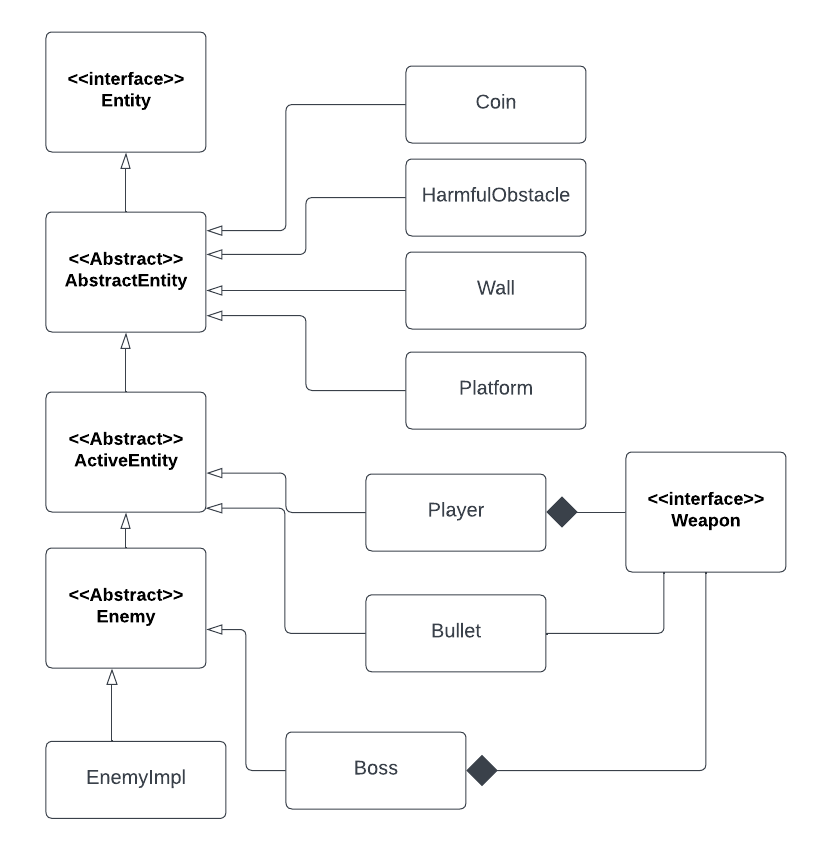 <<interface>>
Entity
Coin
HarmfulObstacle
<<Abstract>>
AbstractEntity
Wall
Platform
<<Abstract>>
ActiveEntity
Player
<<interface>>
Weapon
<<Abstract>>
Enemy
Bullet
EnemyImpl
Boss